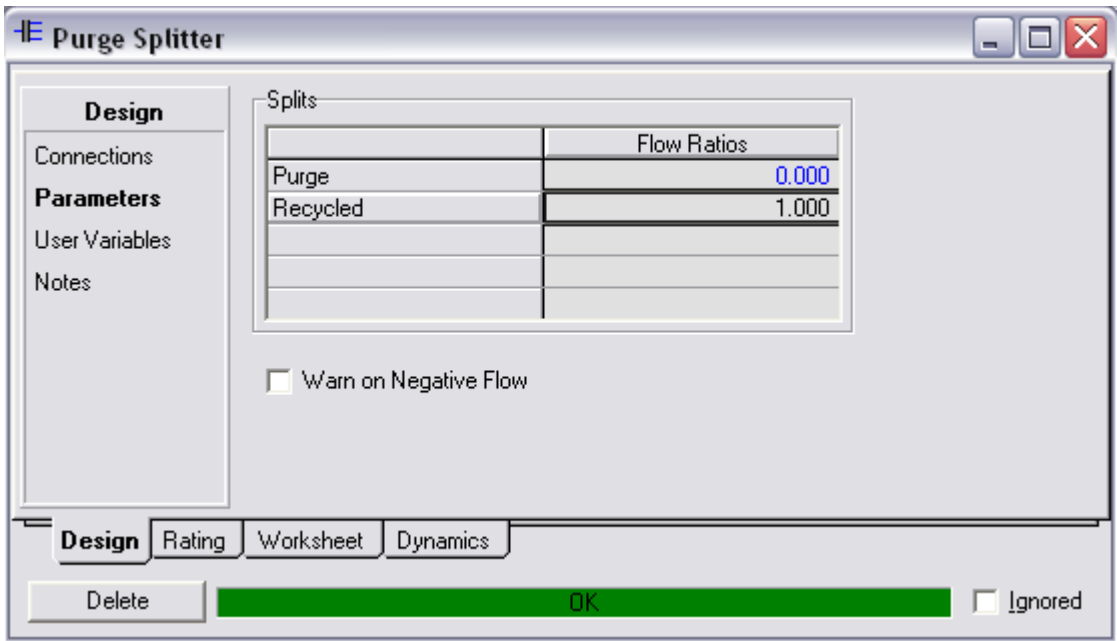 Purge Splitter
Design
Connections
Parameters
User Variables
Notes
Splits
Flow Ratios
Purge 0.000
Recycled 1.000
Warn on Negative Flow
Design Rating Worksheet Dynamics
Delete OK Ignored